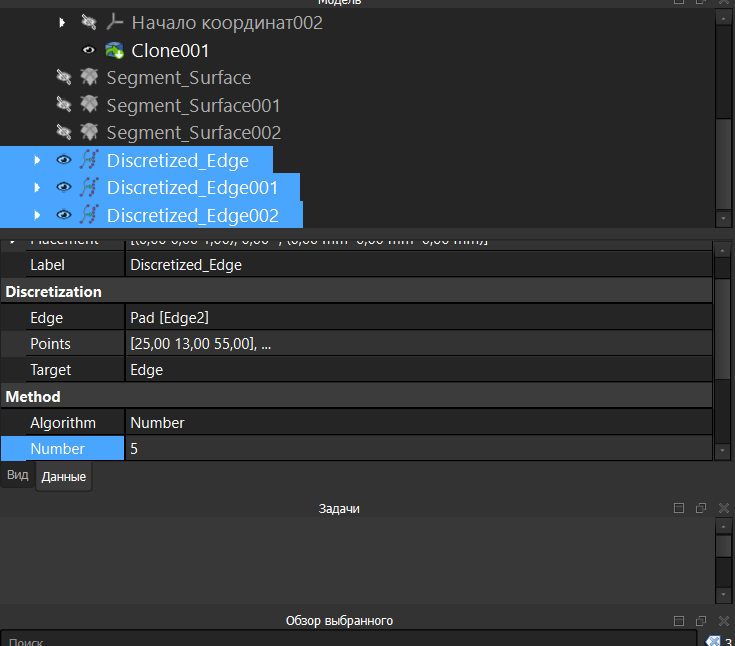 Модель
Начало координат002
Clone001
Segment_Surface
Segment_Surface001
Segment_Surface002
Discretized_Edge
Discretized_Edge001
Discretized_Edge002
Placement
Label Discretized_Edge
Discretization
Edge Pad [Edge2]
Points [25,00 13,00 55,00], ...
Target Edge
Method
Algorithm Number
Number 5
Вид Данные
Задачи
Обзор выбранного
Поиск 3